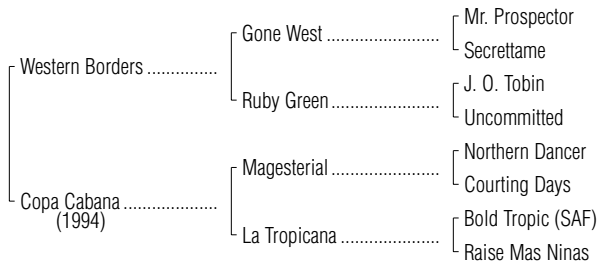 Mr. Prospector
Gone West ........................
Secrettame
Western Borders ...............
J. O. Tobin
Ruby Green ........................
Uncommitted
Northern Dancer
Magesterial ........................
Courting Days
Copa Cabana ....................
(1994)
Bold Tropic (SAF)
La Tropicana ......................
Raise Mas Ninas